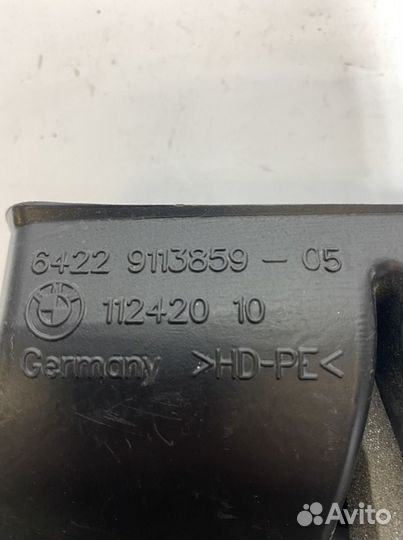 6422 9113859 - 05
112420 10
Germany >HD-PE<
Avito